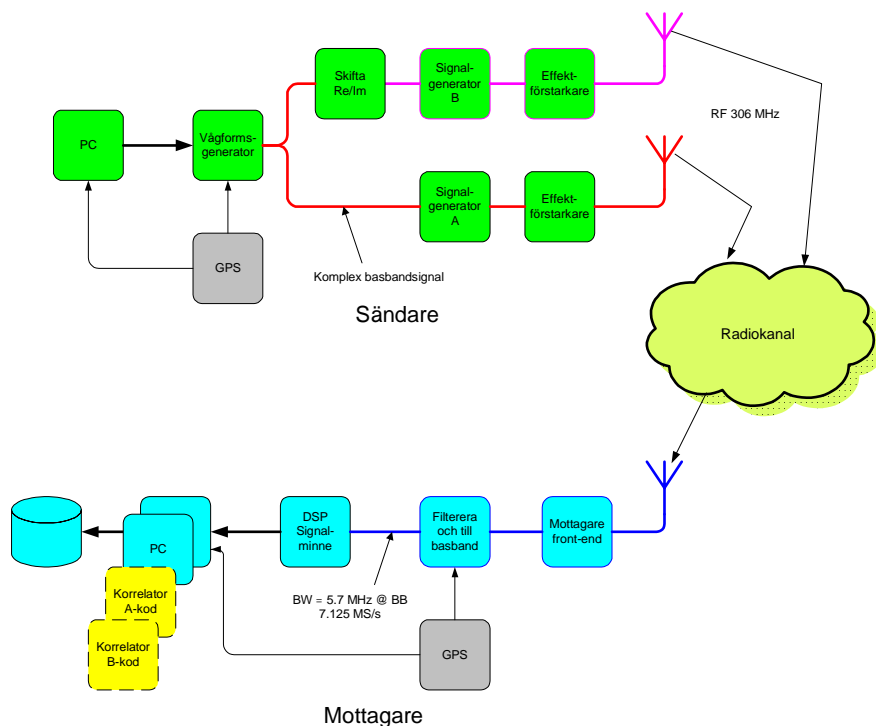 Skifta
Re/Im
Signal-
generator
B
Effekt-
förstarkare
RF 306 MHz
PC
Vågforms-
generator
Signal-
generator
A
Effekt-
förstarkare
GPS
Komplex basbandsignal
Sändare
Radiokanal
DSP
Signal-
minne
Filterera
och till
basband
Mottagare
front-end
PC
BW = 5.7 MHz @ BB
7.125 MS/s
Korrelator
A-kod
Korrelator
B-kod
GPS
Mottagare